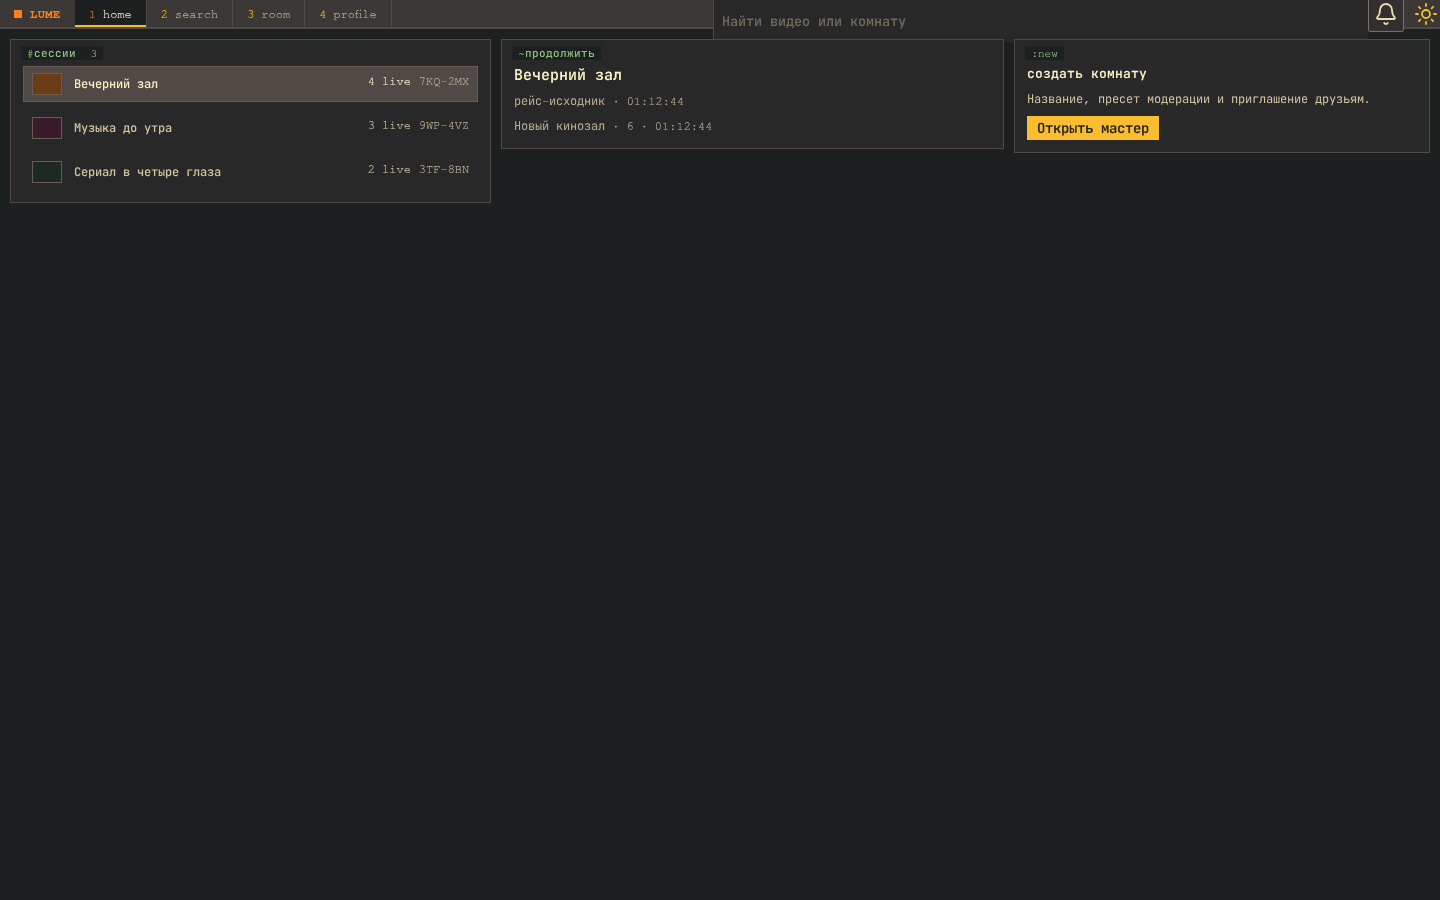 LUME
1 home
2 search
3 room
4 profile
Найти видео или комнату
#сессии 3
Вечерний зал 4 live 7KQ-2MX
Музыка до утра 3 live 9WP-4VZ
Сериал в четыре глаза 2 live 3TF-8BN
~продолжить
Вечерний зал
рейс-исходник · 01:12:44
Новый кинозал · 6 · 01:12:44
:new
создать комнату
Название, пресет модерации и приглашение друзьям.
Открыть мастер